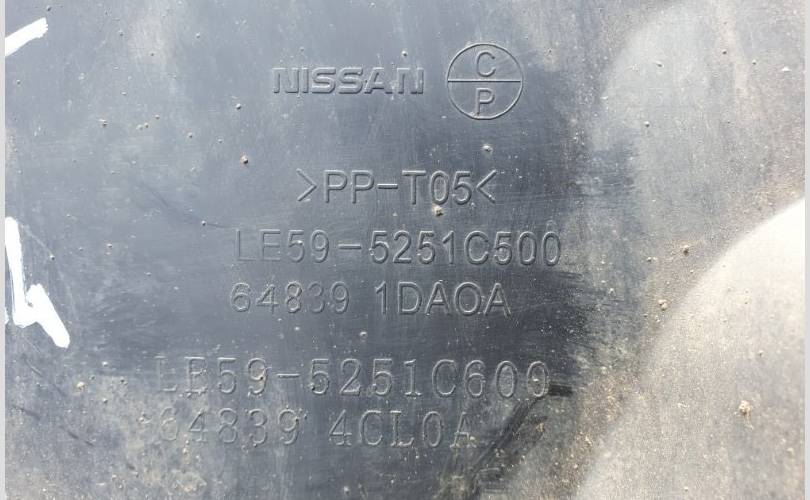 NISSAN C P
>PP-T05<
LE59-5251C500
64839 1DA0A
LE59-5251C600
64839 4CL0A